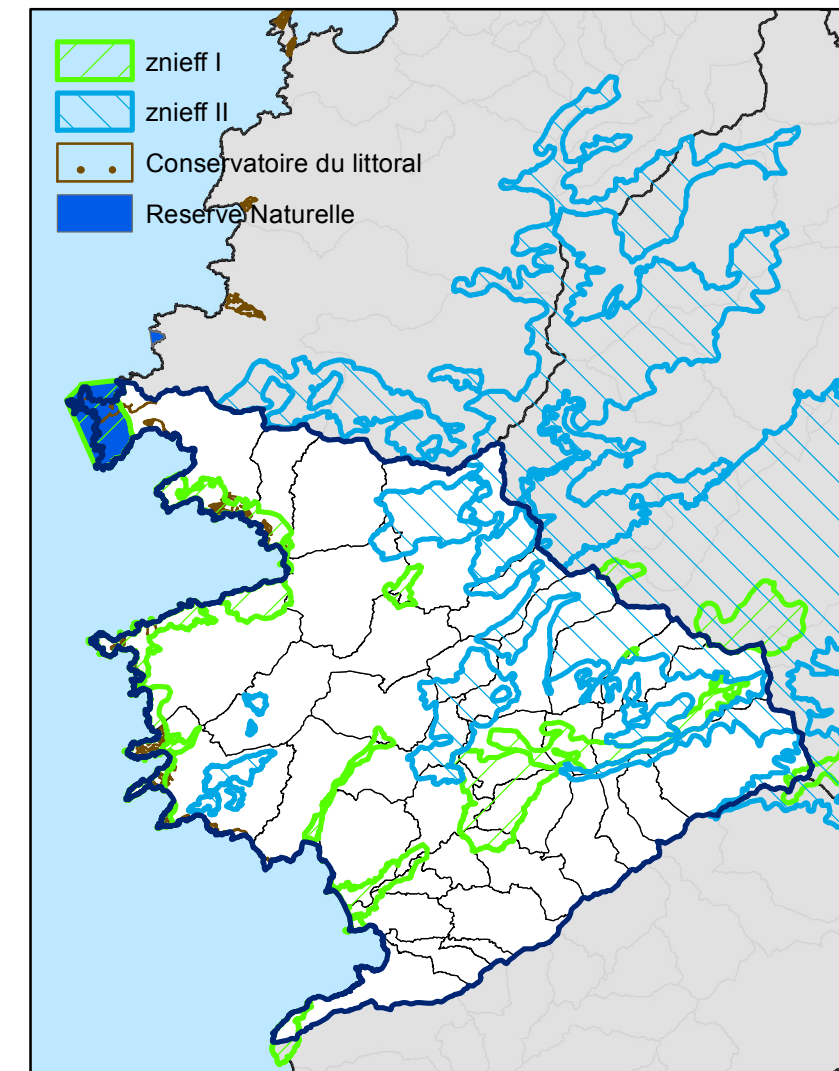 znieff I
znieff II
Conservatoire du littoral
Reserve Naturelle